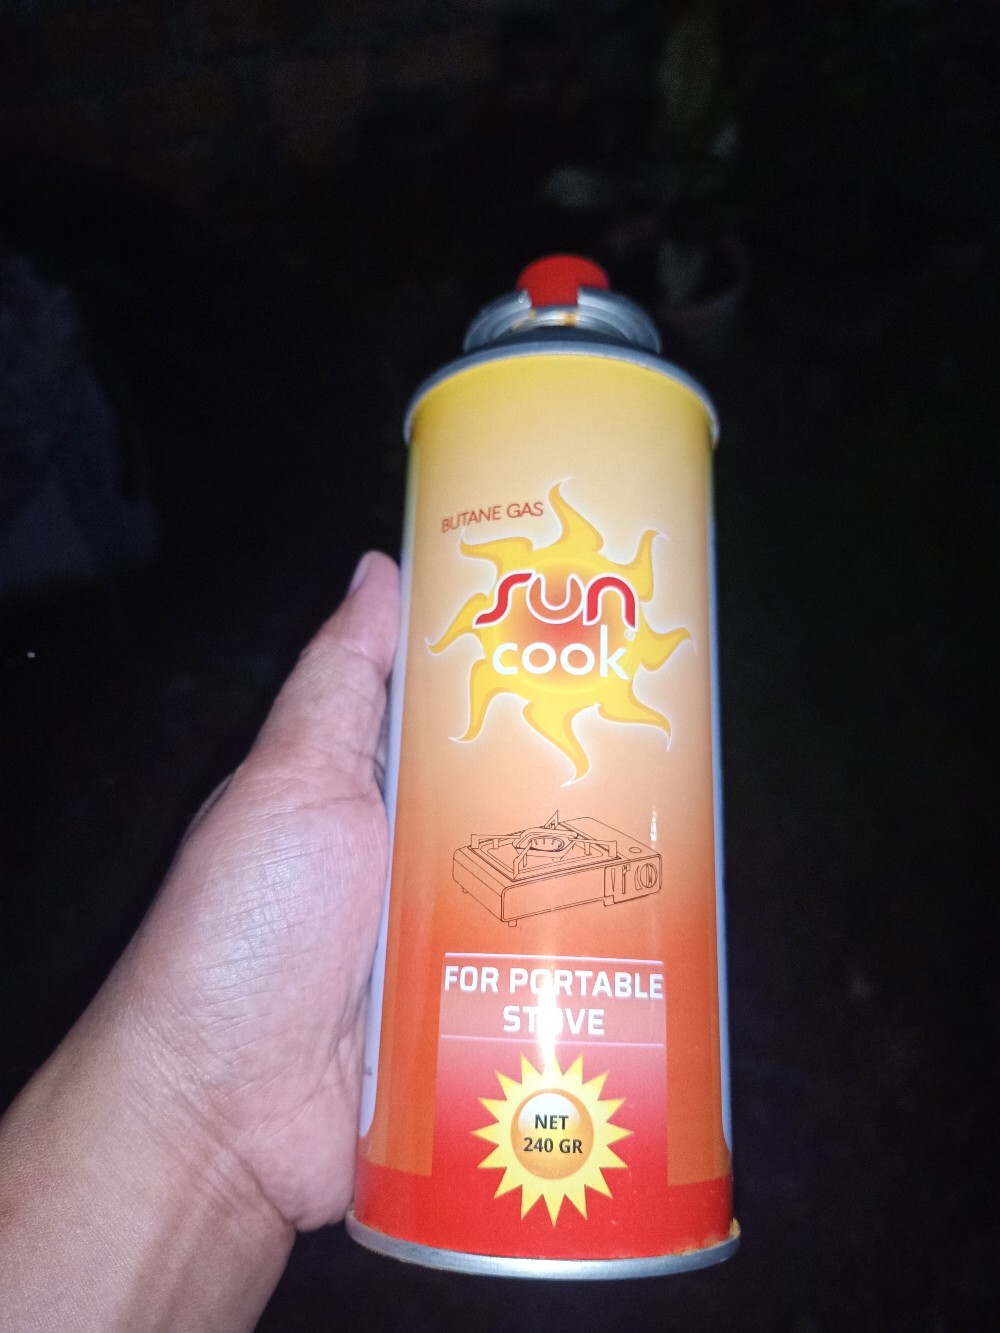 BUTANE GAS
sun
cook®
FOR PORTABLE
STOVE
NET
240 GR